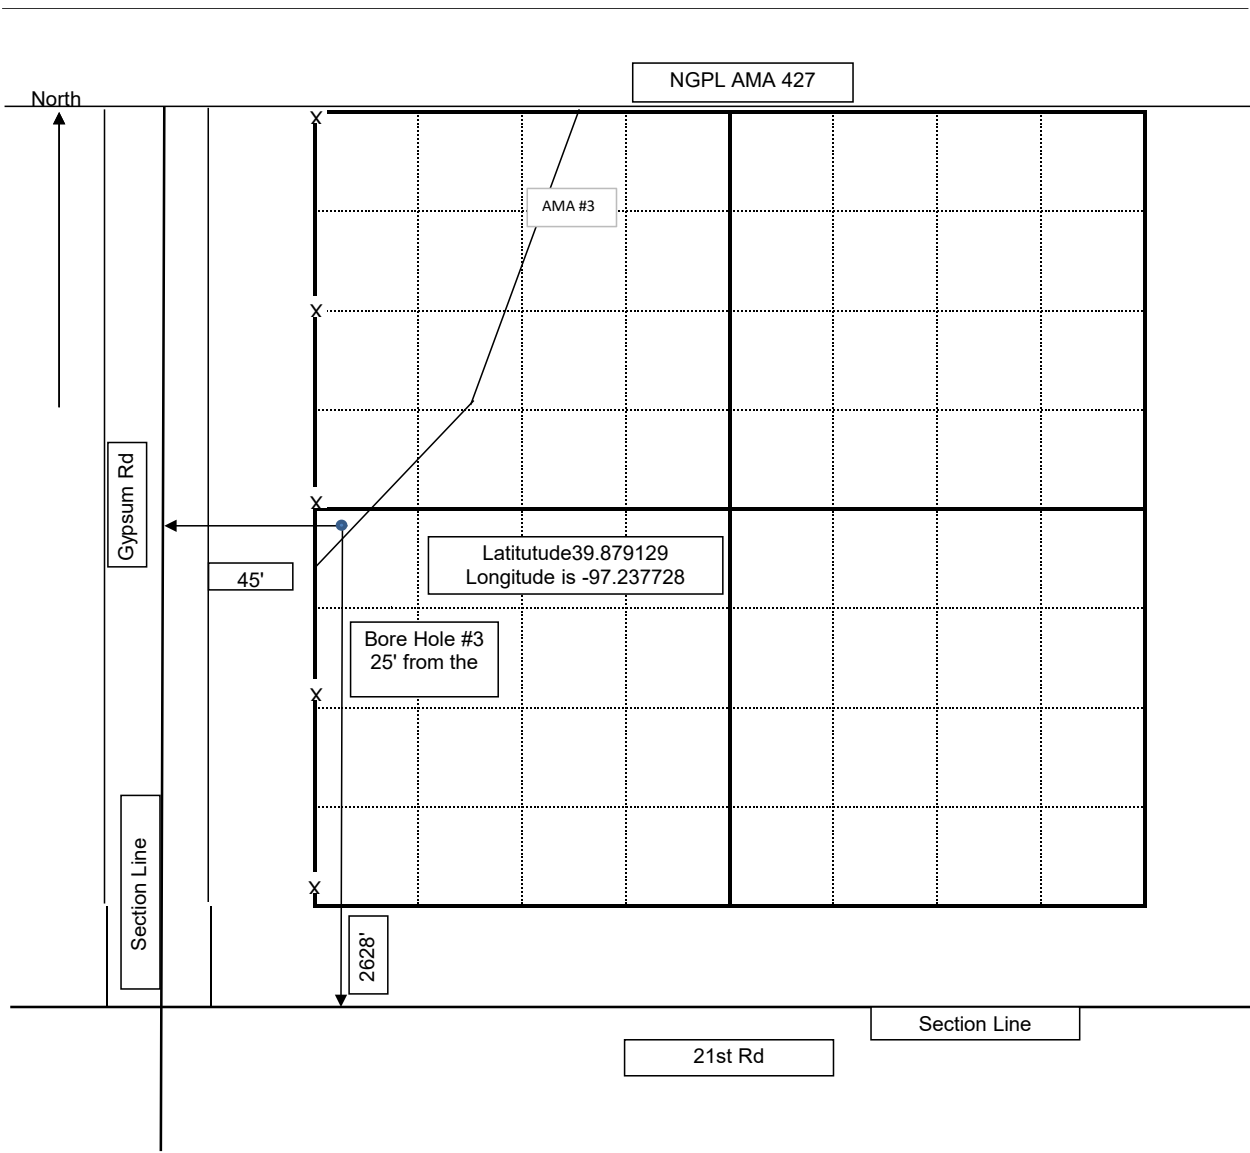 NGPL AMA 427
North
X
AMA #3
X
Gypsum Rd
X
45'
Latitutude39.879129
Longitude is -97.237728
Bore Hole #3
25' from the
X
Section Line
X
2628'
Section Line
21st Rd